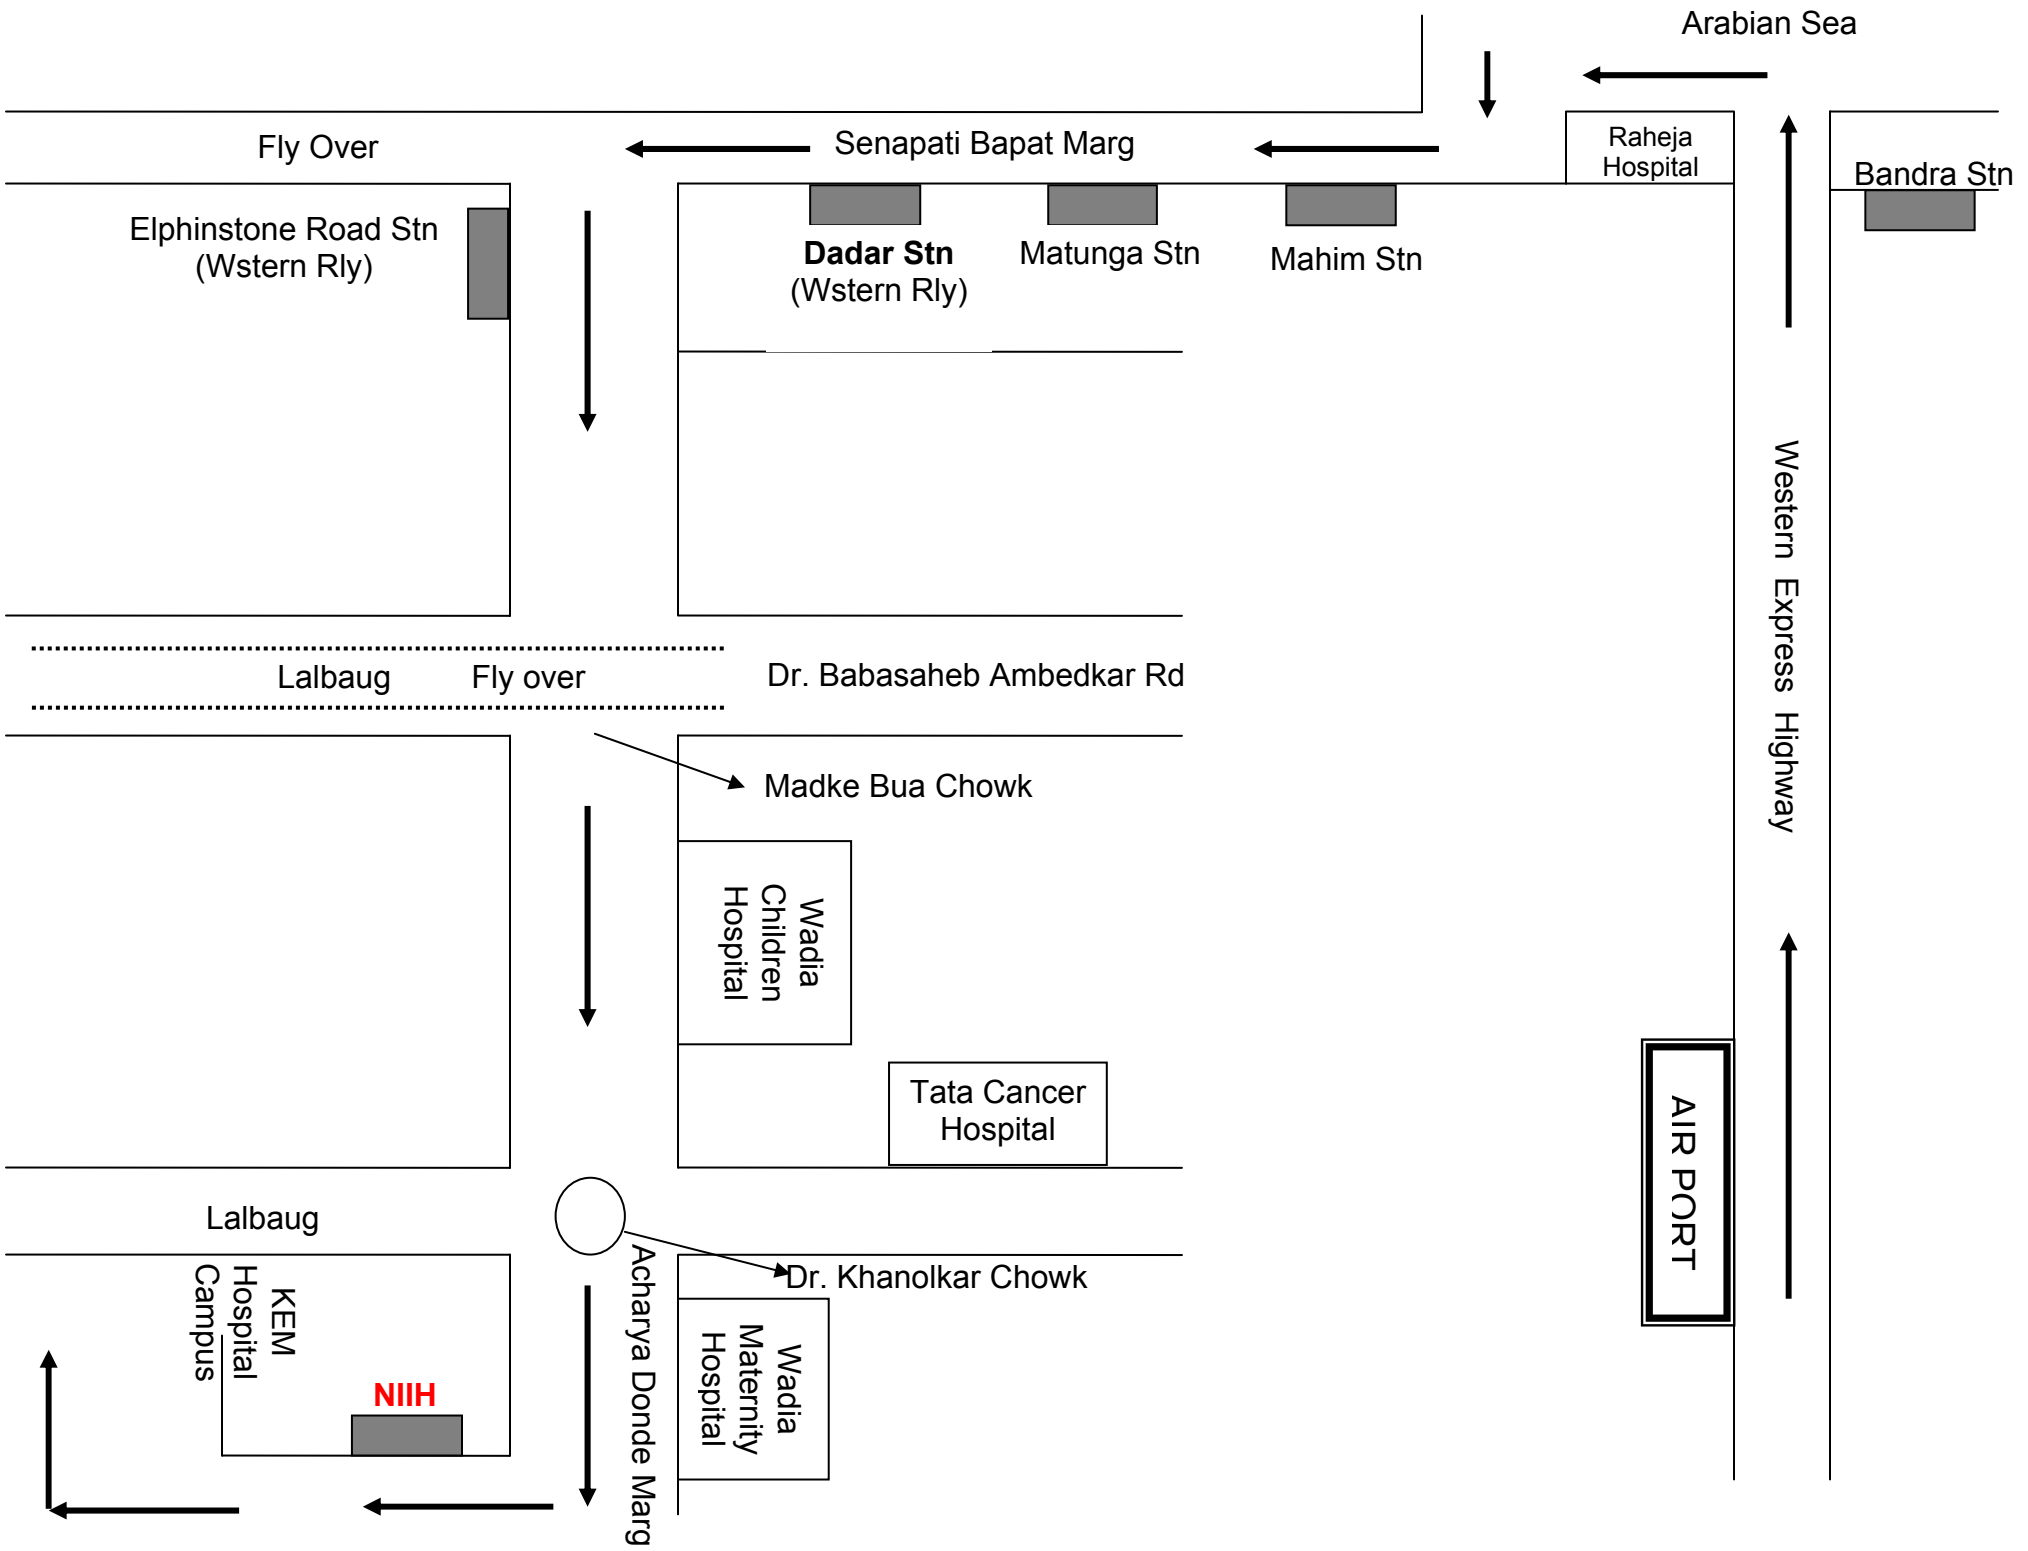 Arabian Sea
Fly Over
Senapati Bapat Marg
Raheja
Hospital
Bandra Stn
Elphinstone Road Stn
(Wstern Rly)
Dadar Stn
(Wstern Rly)
Matunga Stn
Mahim Stn
Western Express Highway
Lalbaug Fly over
Dr. Babasaheb Ambedkar Rd
Madke Bua Chowk
Wadia
Children
Hospital
Tata Cancer
Hospital
AIR PORT
Lalbaug
Dr. Khanolkar Chowk
KEM
Hospital
Campus
NIIH
Acharya Donde Marg
Wadia
Maternity
Hospital